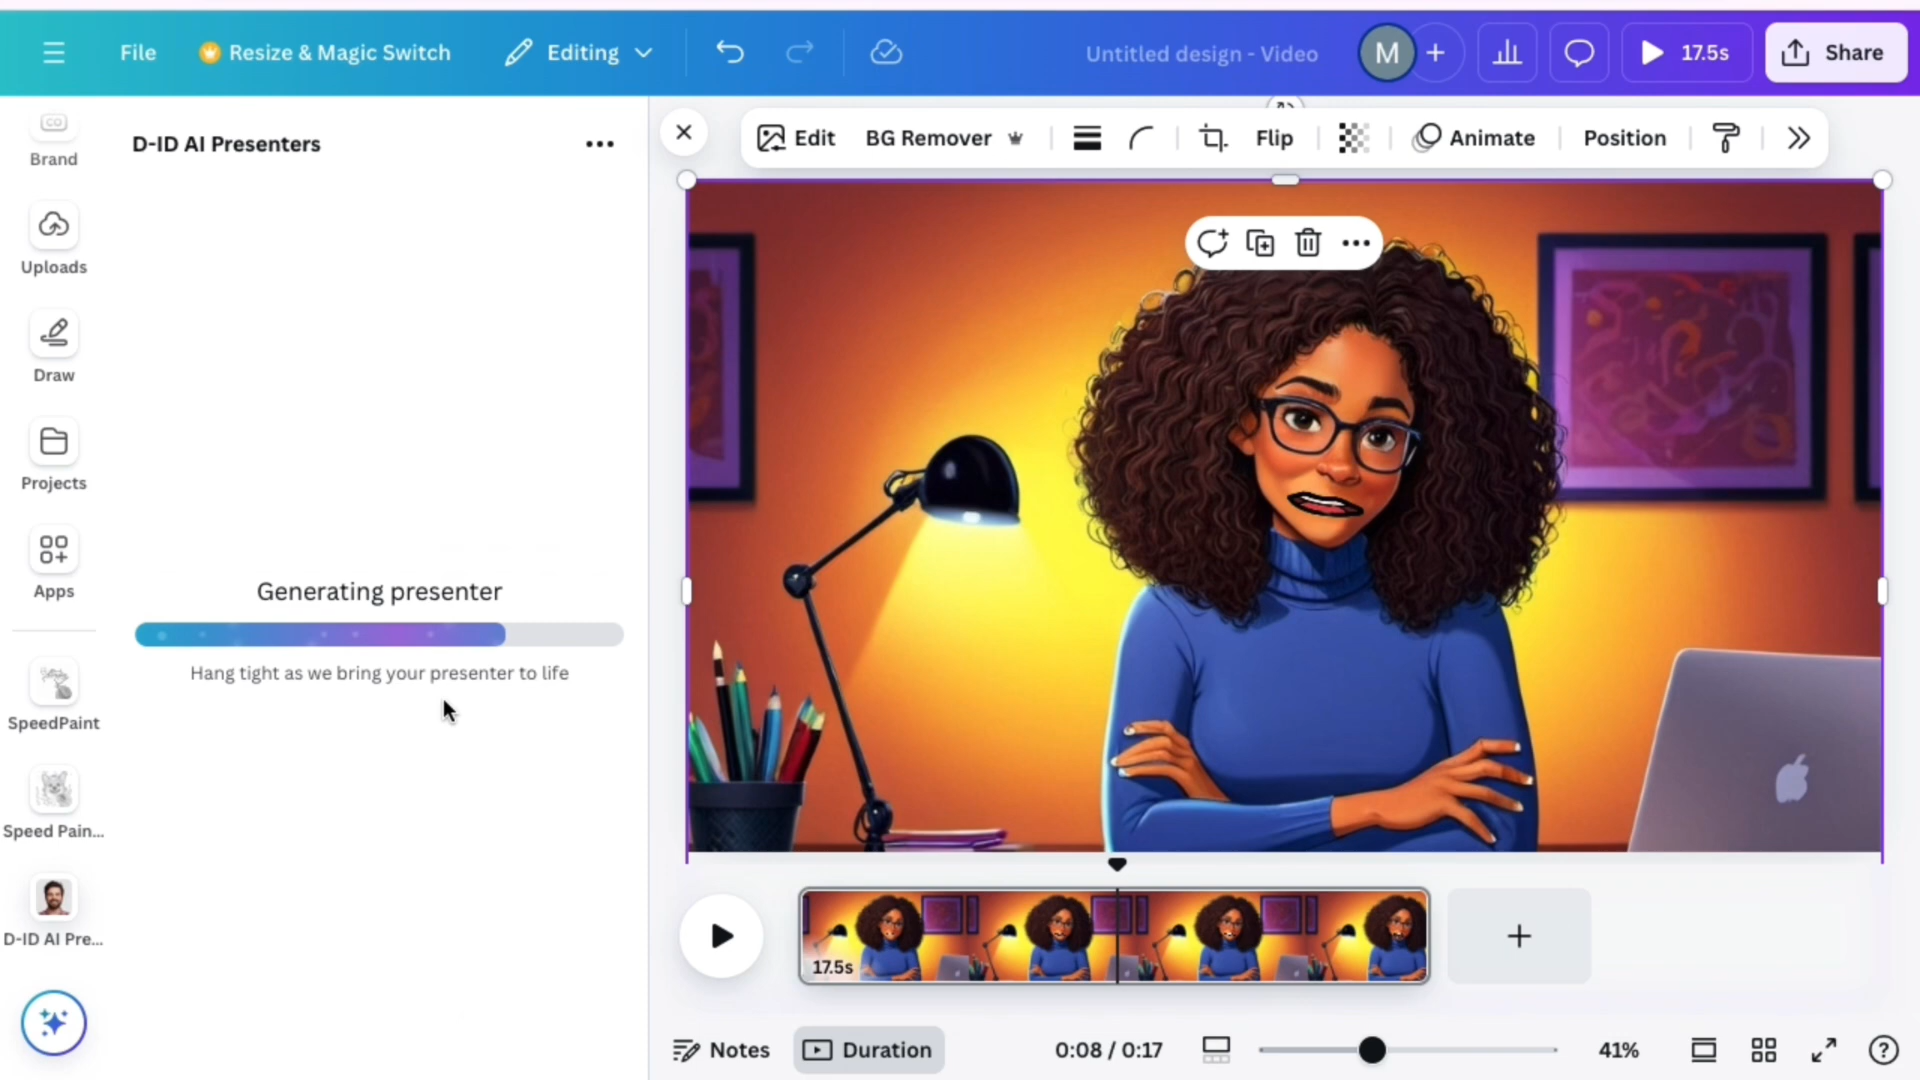 File
Resize & Magic Switch
Editing
Untitled design - Video
M
17.5s
Share
CO
Brand
D-ID AI Presenters
Edit
BG Remover
Flip
Animate
Position
Uploads
Draw
Projects
Apps
Generating presenter
Hang tight as we bring your presenter to life
SpeedPaint
Speed Pain...
D-ID AI Pre...
17.5s
Notes
Duration
0:08 / 0:17
41%